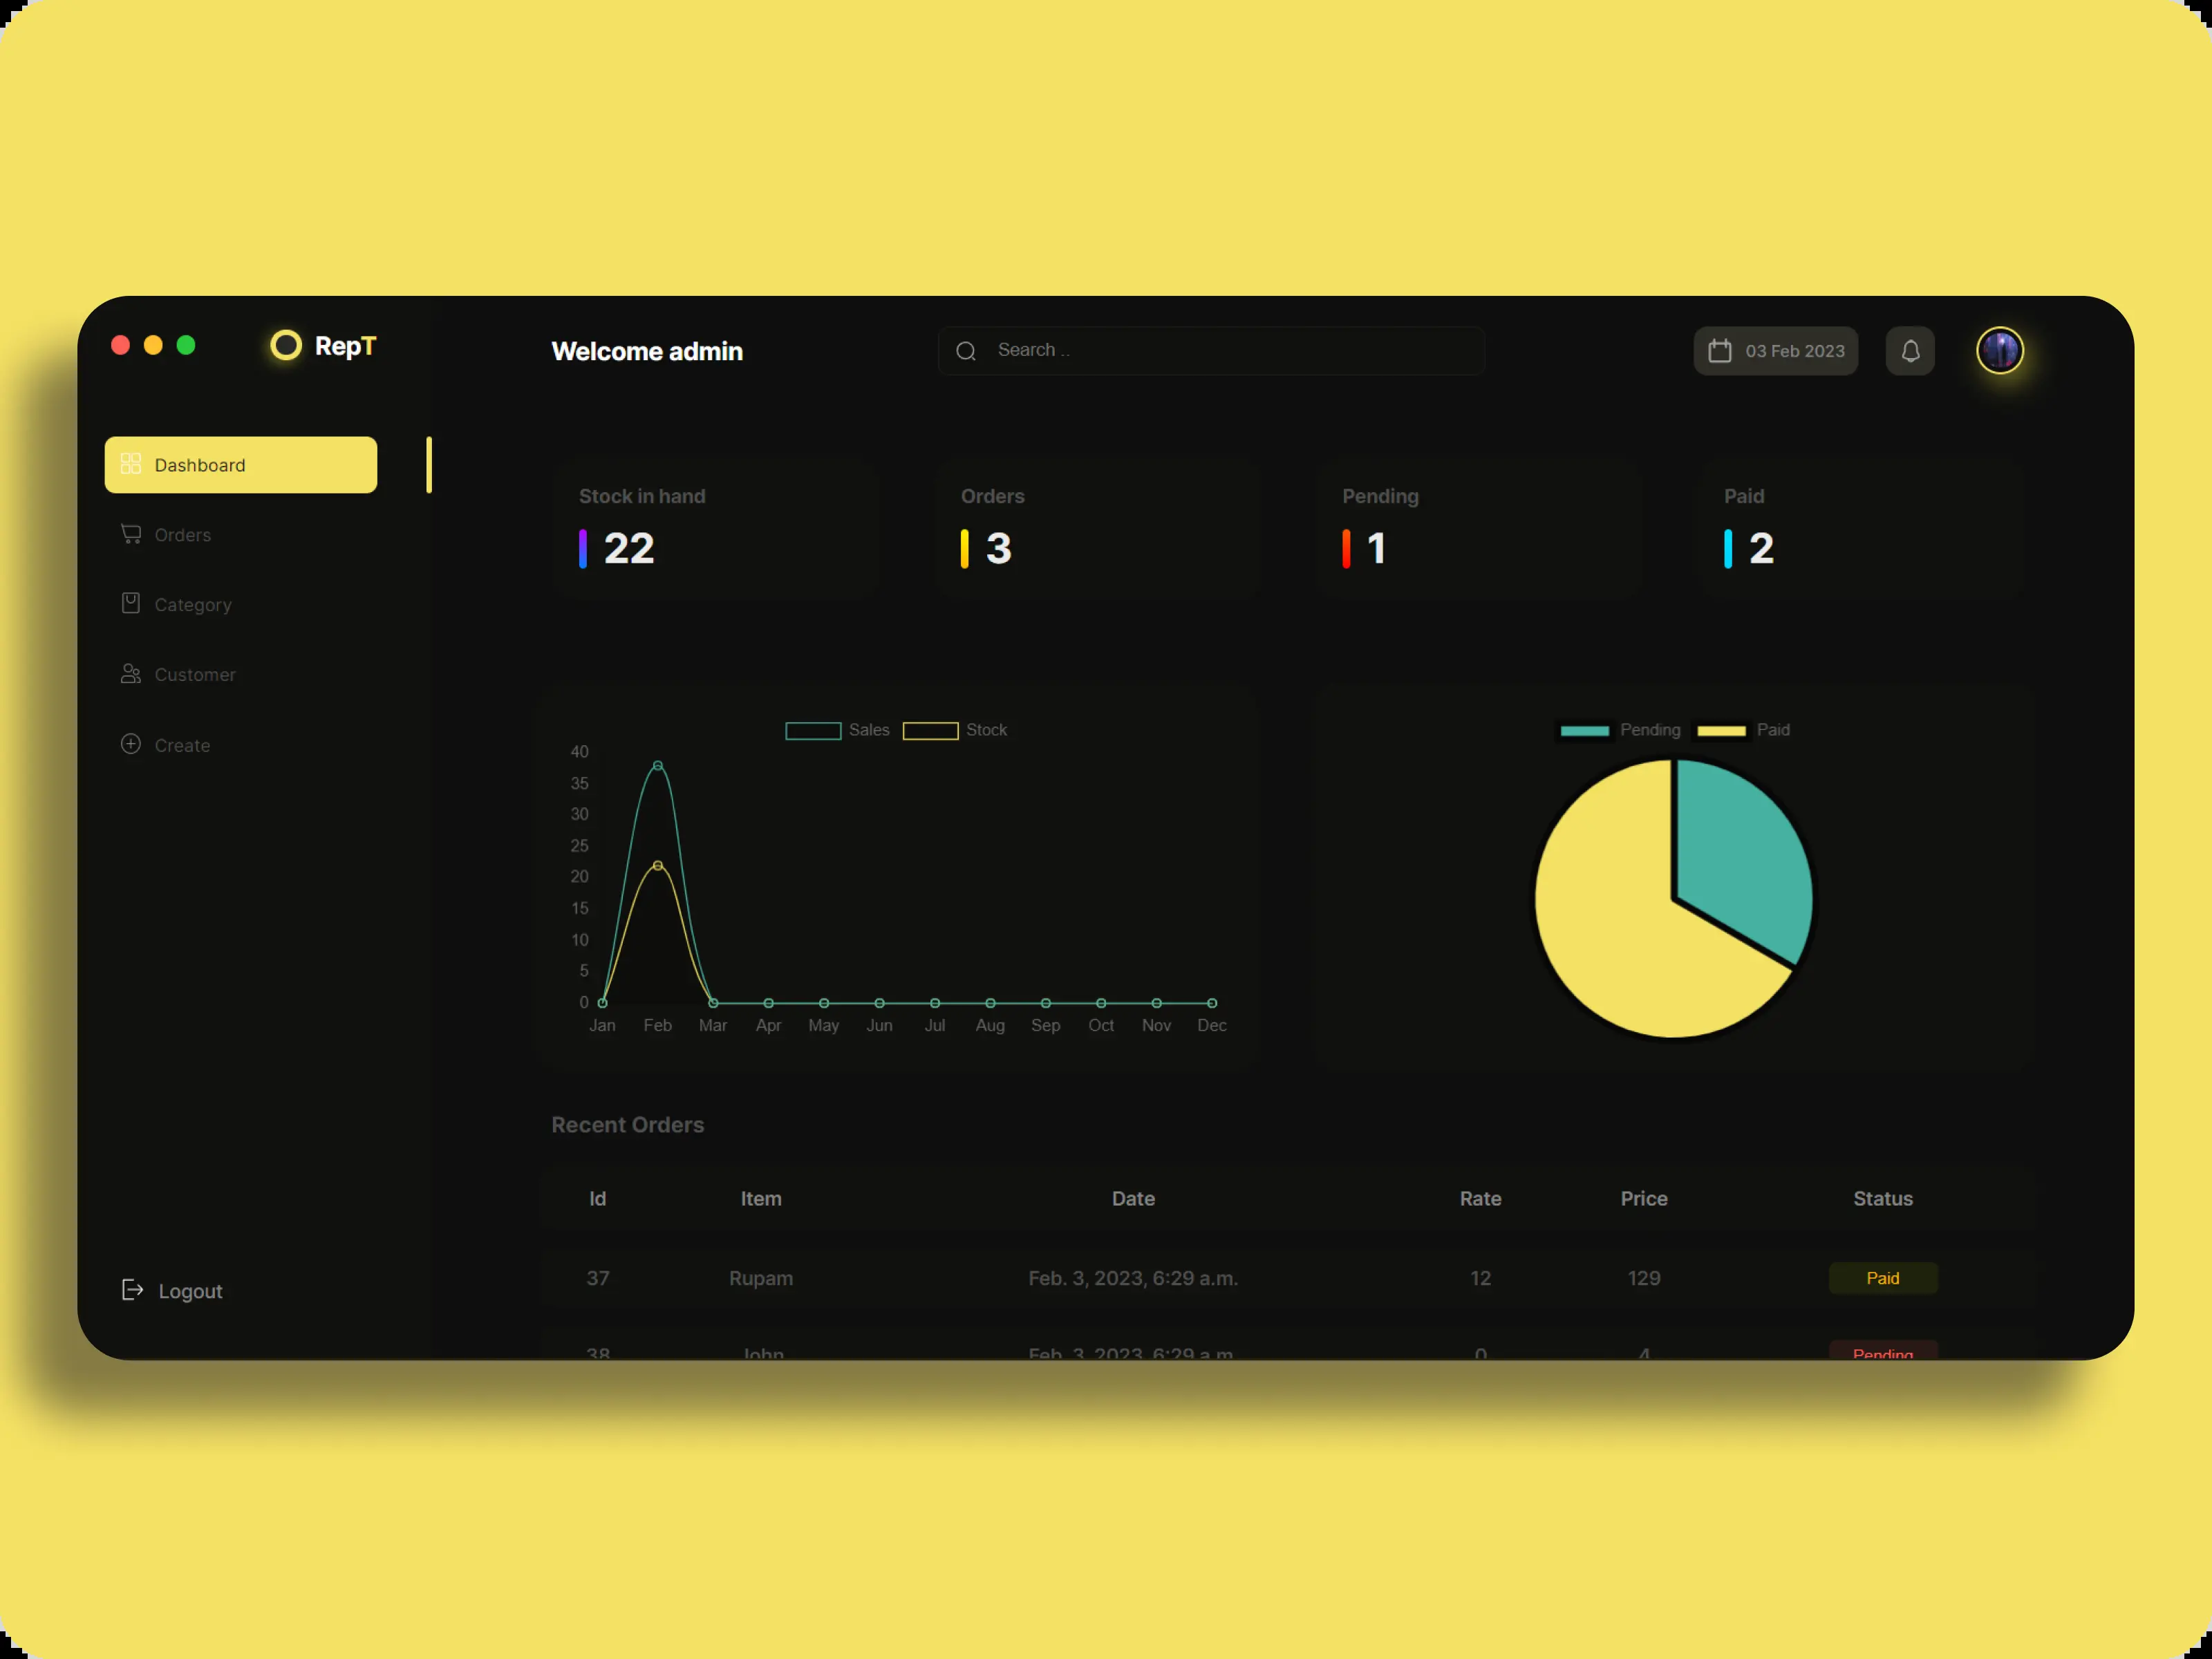 RepT
Welcome admin
Search ..
03 Feb 2023
Dashboard
Orders
Category
Customer
Create
Logout
Stock in hand
22
Orders
3
Pending
1
Paid
2
Sales Stock
40
35
30
25
20
15
10
5
0
Jan Feb Mar Apr May Jun Jul Aug Sep Oct Nov Dec
Pending Paid
Recent Orders
Id Item Date Rate Price Status
37 Rupam Feb. 3, 2023, 6:29 a.m. 12 129 Paid
38 John Feb. 3, 2023, 6:29 a.m. 0 4 Pending